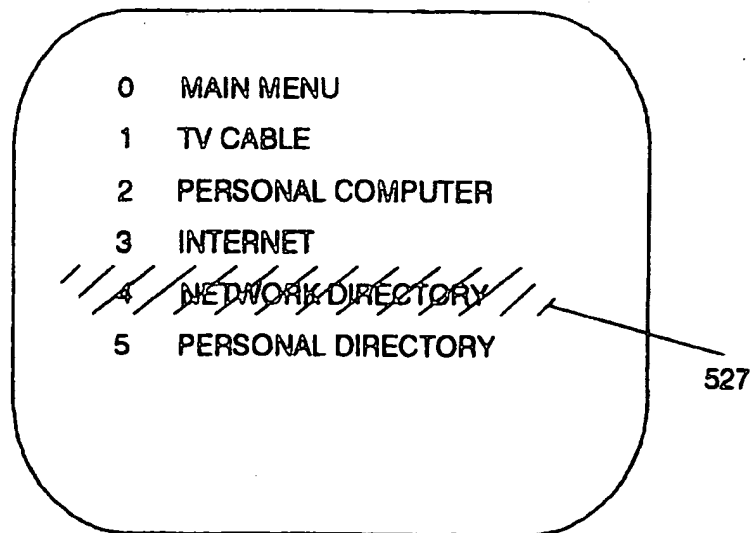 0 MAIN MENU
1 TV CABLE
2 PERSONAL COMPUTER
3 INTERNET
4 NETWORK DIRECTORY
5 PERSONAL DIRECTORY
527